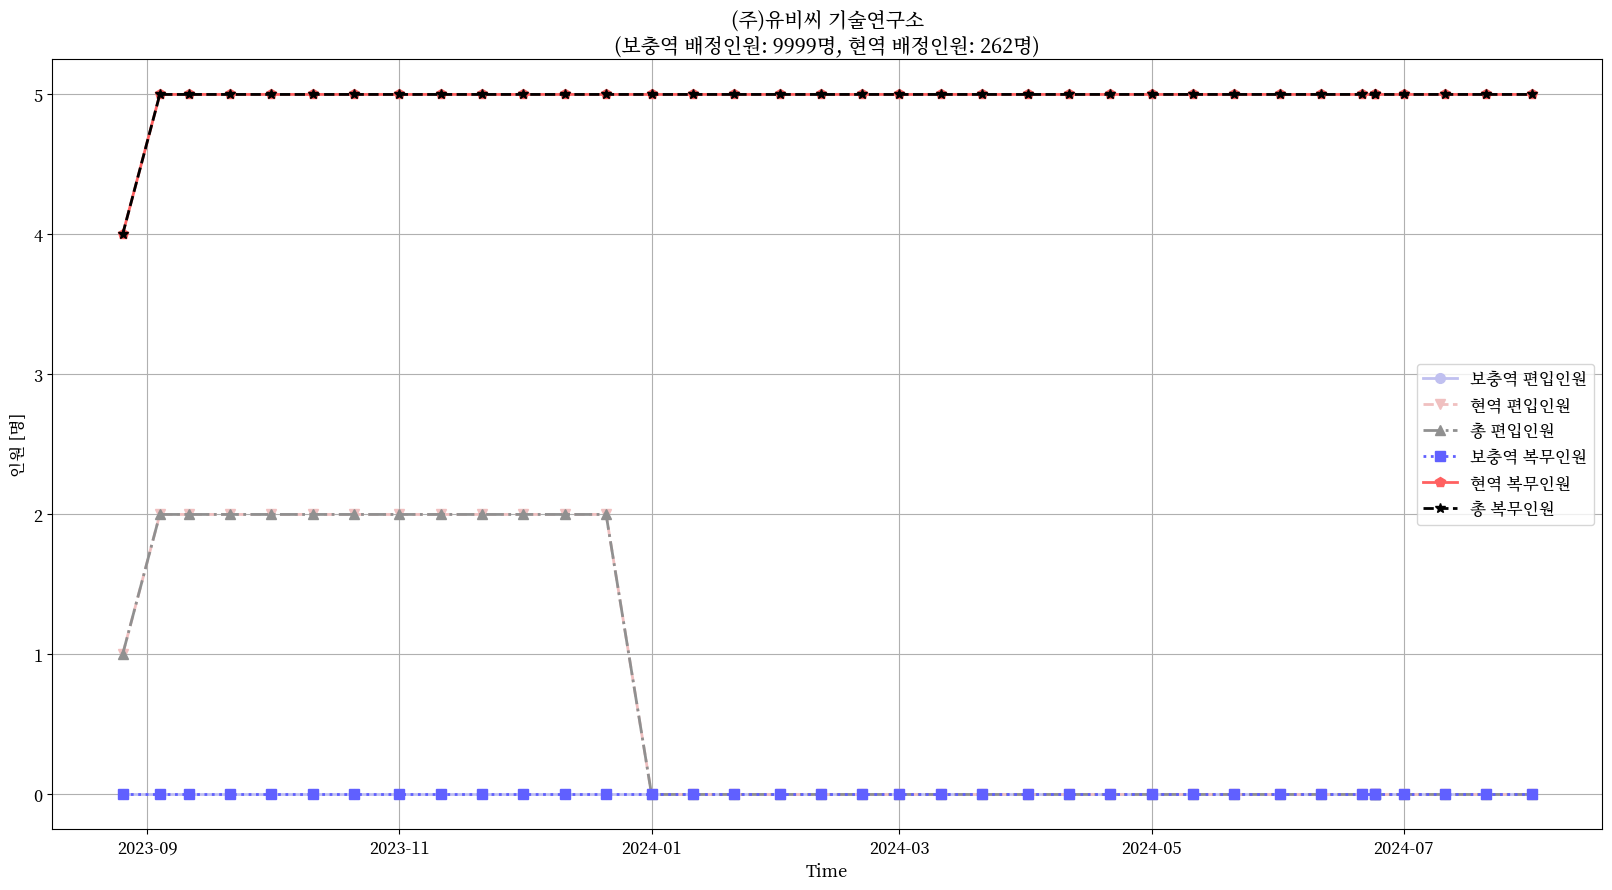 (주)유비씨 기술연구소
(보충역 배정인원: 9999명, 현역 배정인원: 262명)
5
4
3
2
1
0
인원 [명]
보충역 편입인원
현역 편입인원
총 편입인원
보충역 복무인원
현역 복무인원
총 복무인원
2023-09
2023-11
2024-01
2024-03
2024-05
2024-07
Time